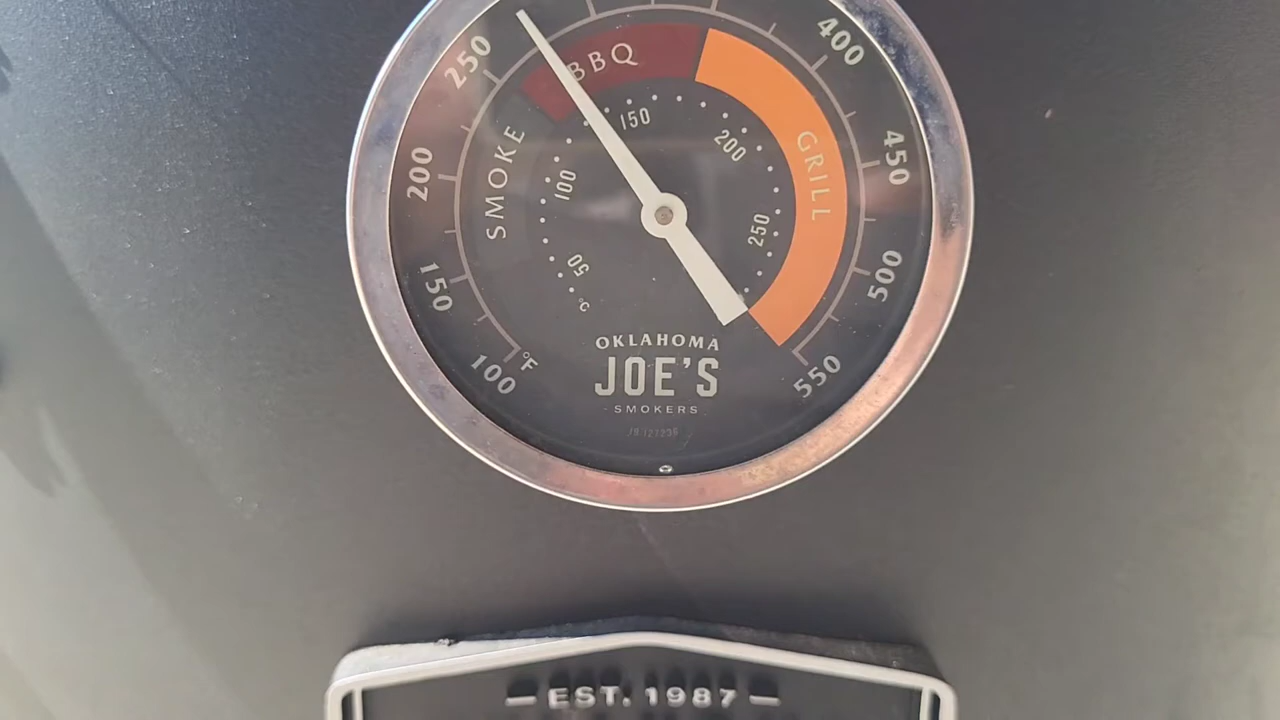 250
400
BBQ
150
200
450
200
SMOKE
100
GRILL
250
50
°C
150
500
100
°F
550
OKLAHOMA
JOE'S
SMOKERS
EST. 1987